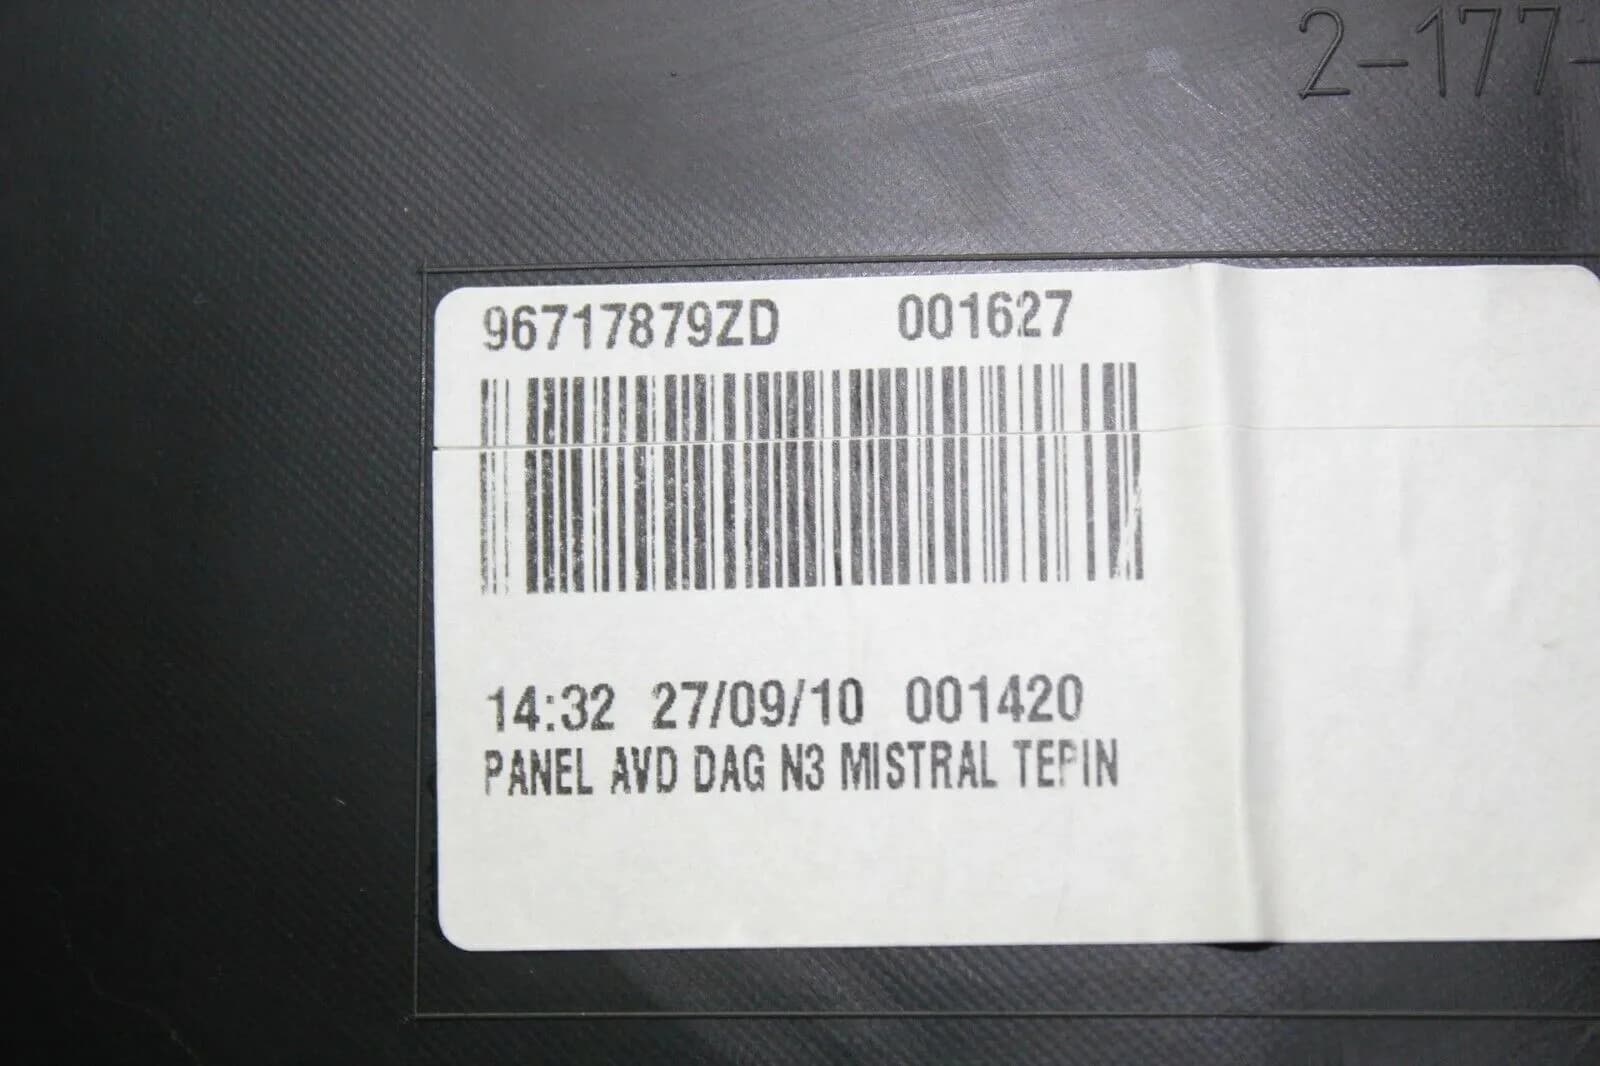 2-177-
96717879ZD 001627
14:32 27/09/10 001420
PANEL AVD DAG N3 MISTRAL TEPIN